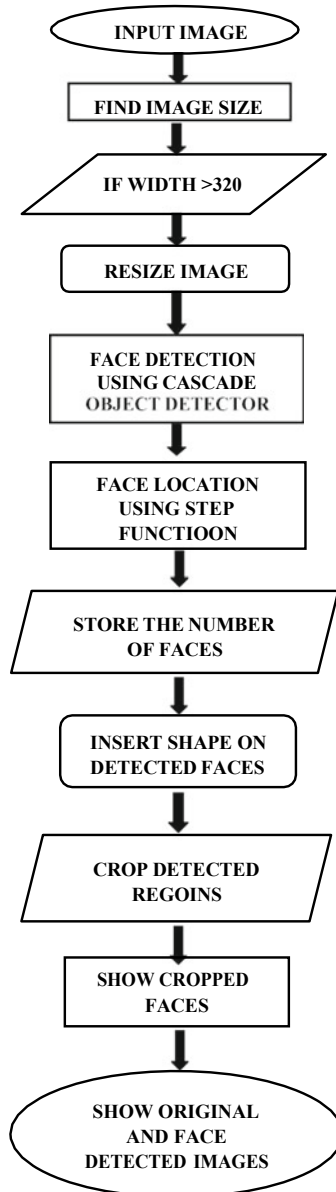 INPUT IMAGE
FIND IMAGE SIZE
IF WIDTH >320
RESIZE IMAGE
FACE DETECTION
USING CASCADE
OBJECT DETECTOR
FACE LOCATION
USING STEP
FUNCTIOON
STORE THE NUMBER
OF FACES
INSERT SHAPE ON
DETECTED FACES
CROP DETECTED
REGOINS
SHOW CROPPED
FACES
SHOW ORIGINAL
AND FACE
DETECTED IMAGES